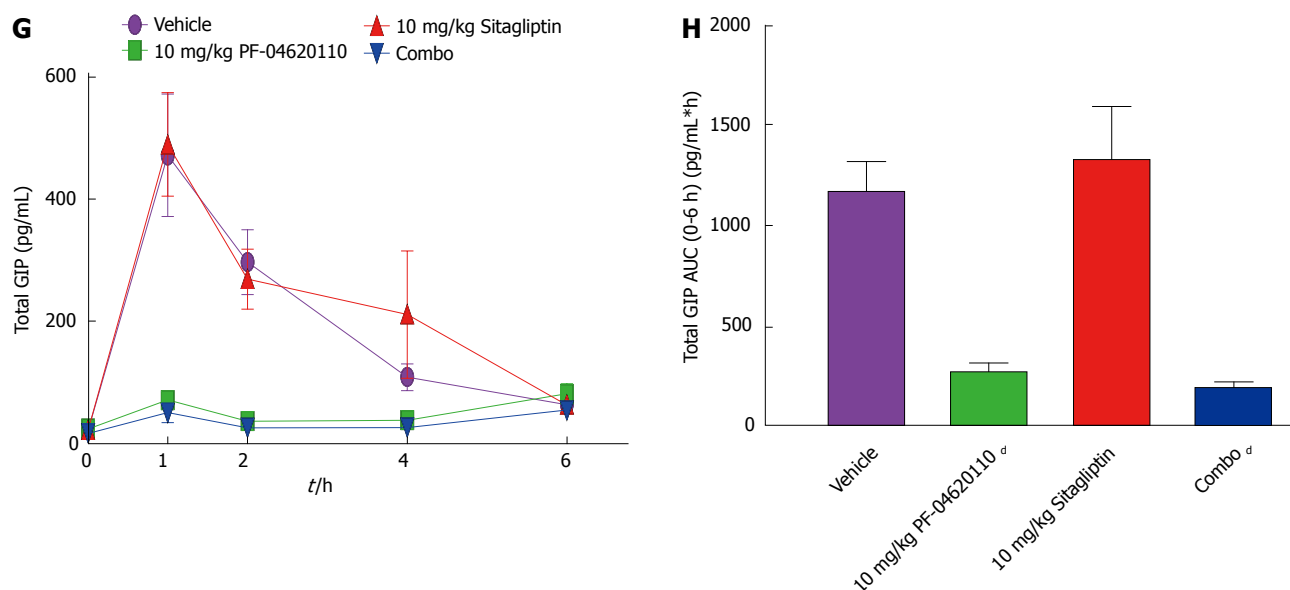 G
Vehicle
10 mg/kg Sitagliptin
10 mg/kg PF-04620110
Combo
600
400
200
0
Total GIP (pg/mL)
0 1 2 4 6
t/h
H
2000
1500
1000
500
0
Total GIP AUC (0-6 h) (pg/mL*h)
Vehicle
10 mg/kg PF-04620110 d
10 mg/kg Sitagliptin
Combo d